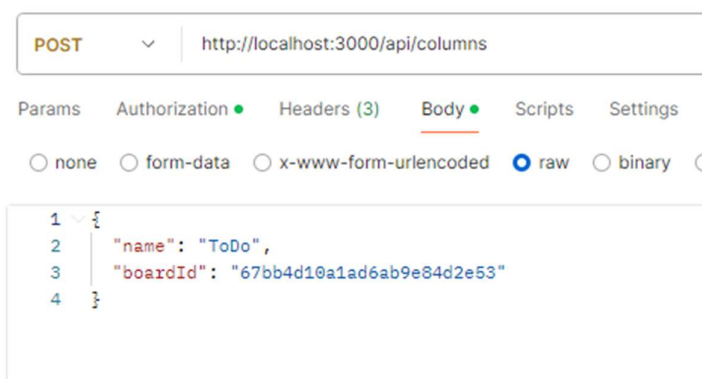 POST http://localhost:3000/api/columns
Params Authorization Headers (3) Body Scripts Settings
none form-data x-www-form-urlencoded raw binary
1 {
2 "name": "ToDo",
3 "boardId": "67bb4d10a1ad6ab9e84d2e53"
4 }